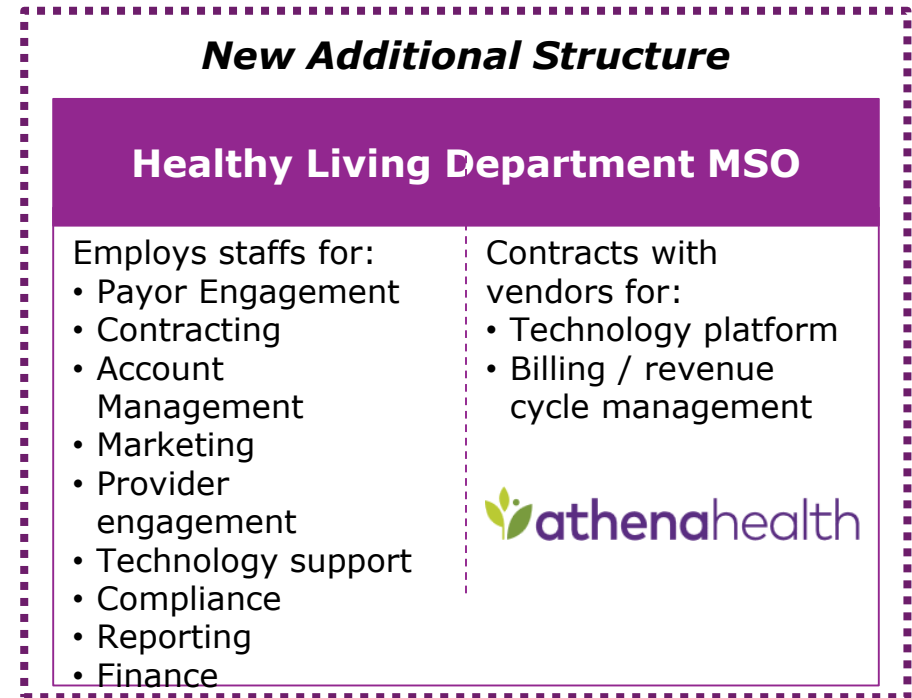 New Additional Structure
Healthy Living Department MSO
Employs staffs for:
• Payor Engagement
• Contracting
• Account
Management
• Marketing
• Provider
engagement
• Technology support
• Compliance
• Reporting
• Finance
Contracts with
vendors for:
• Technology platform
• Billing / revenue
cycle management
athenahealth